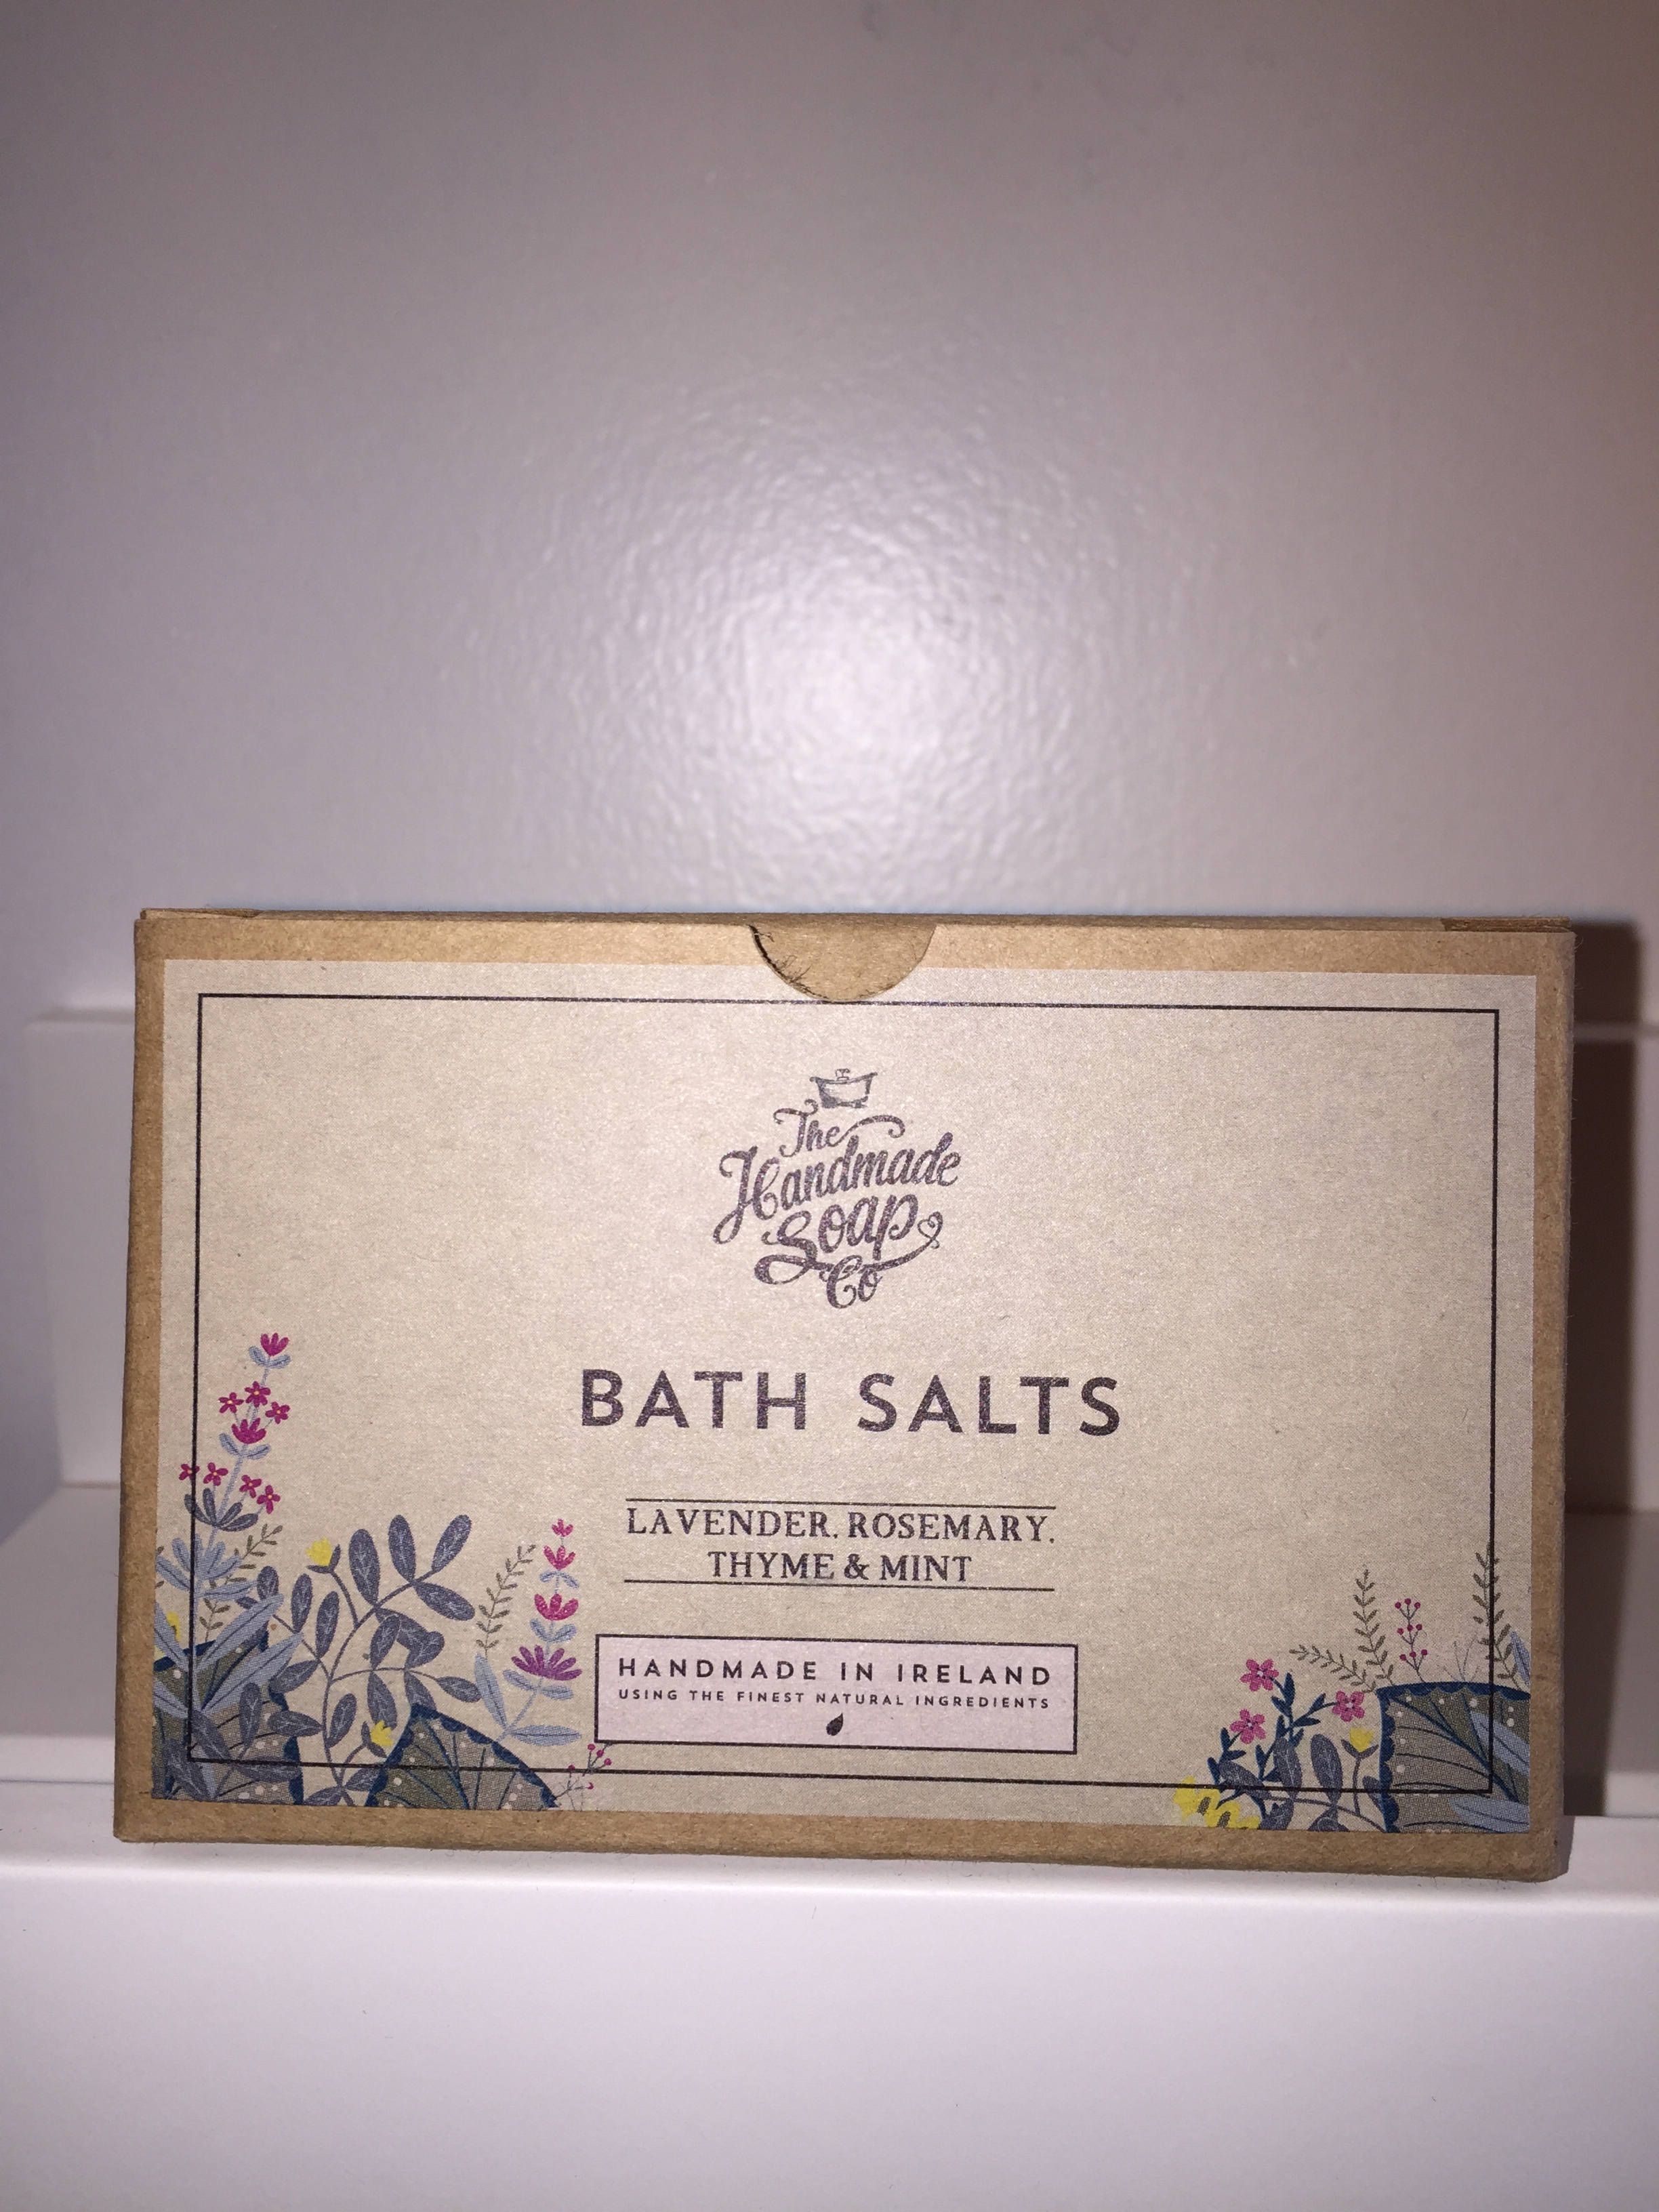 The
Handmade
Soap
Co
BATH SALTS
LAVENDER. ROSEMARY.
THYME & MINT
HANDMADE IN IRELAND
USING THE FINEST NATURAL INGREDIENTS